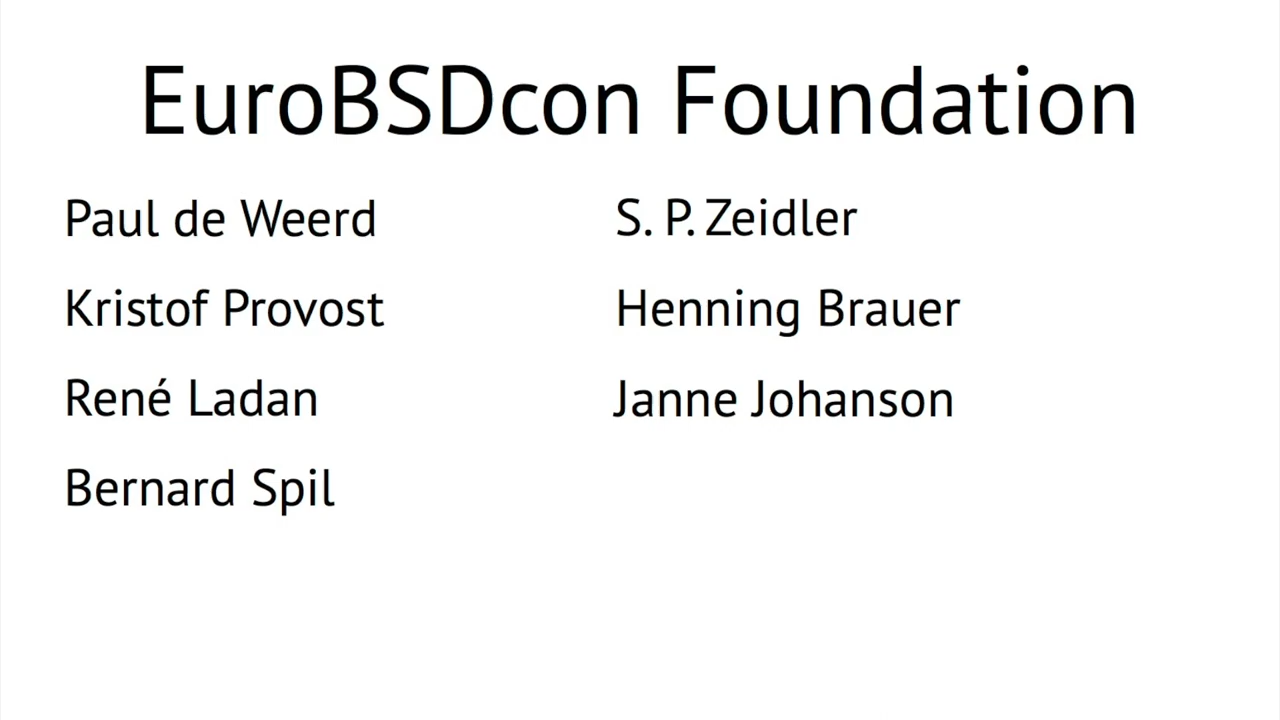 EuroBSDcon Foundation
Paul de Weerd
Kristof Provost
René Ladan
Bernard Spil
S. P. Zeidler
Henning Brauer
Janne Johanson